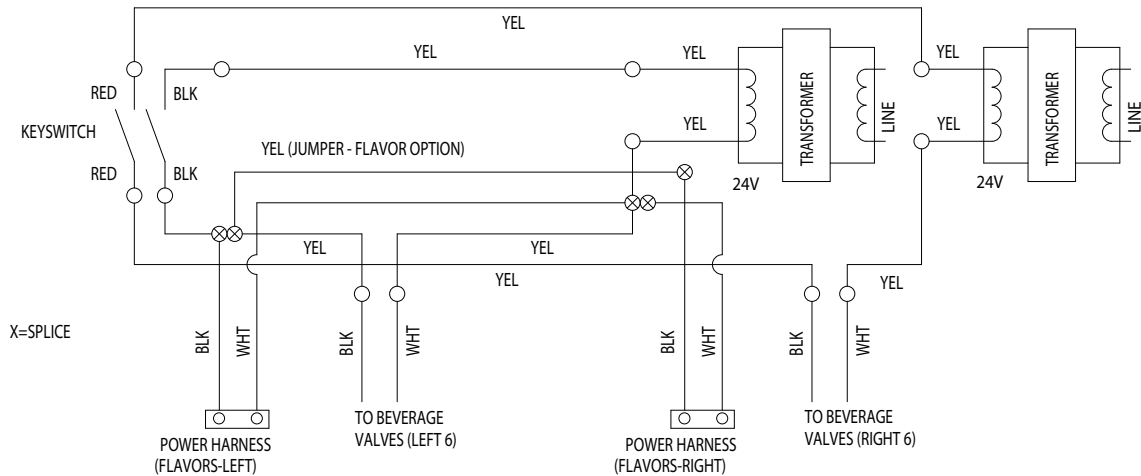 YEL
YEL
YEL
YEL
RED
BLK
TRANSFORMER
LINE
TRANSFORMER
LINE
KEYSWITCH
YEL
YEL
YEL (JUMPER - FLAVOR OPTION)
RED
BLK
24V
24V
YEL
YEL
YEL
YEL
X=SPLICE
BLK
WHT
BLK
WHT
BLK
WHT
BLK
WHT
POWER HARNESS
(FLAVORS-LEFT)
TO BEVERAGE
VALVES (LEFT 6)
POWER HARNESS
(FLAVORS-RIGHT)
TO BEVERAGE
VALVES (RIGHT 6)